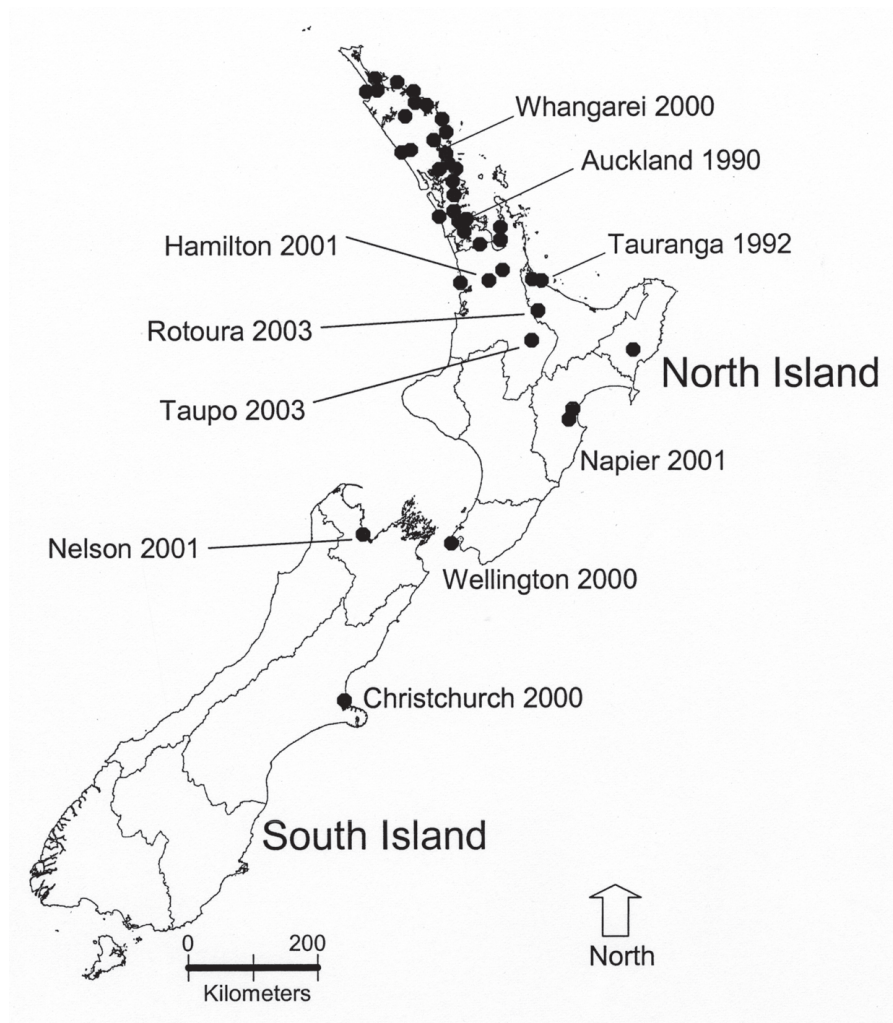 Whangarei 2000
Auckland 1990
Hamilton 2001
Tauranga 1992
Rotoura 2003
North Island
Taupo 2003
Napier 2001
Nelson 2001
Wellington 2000
Christchurch 2000
South Island
0 200
Kilometers
North